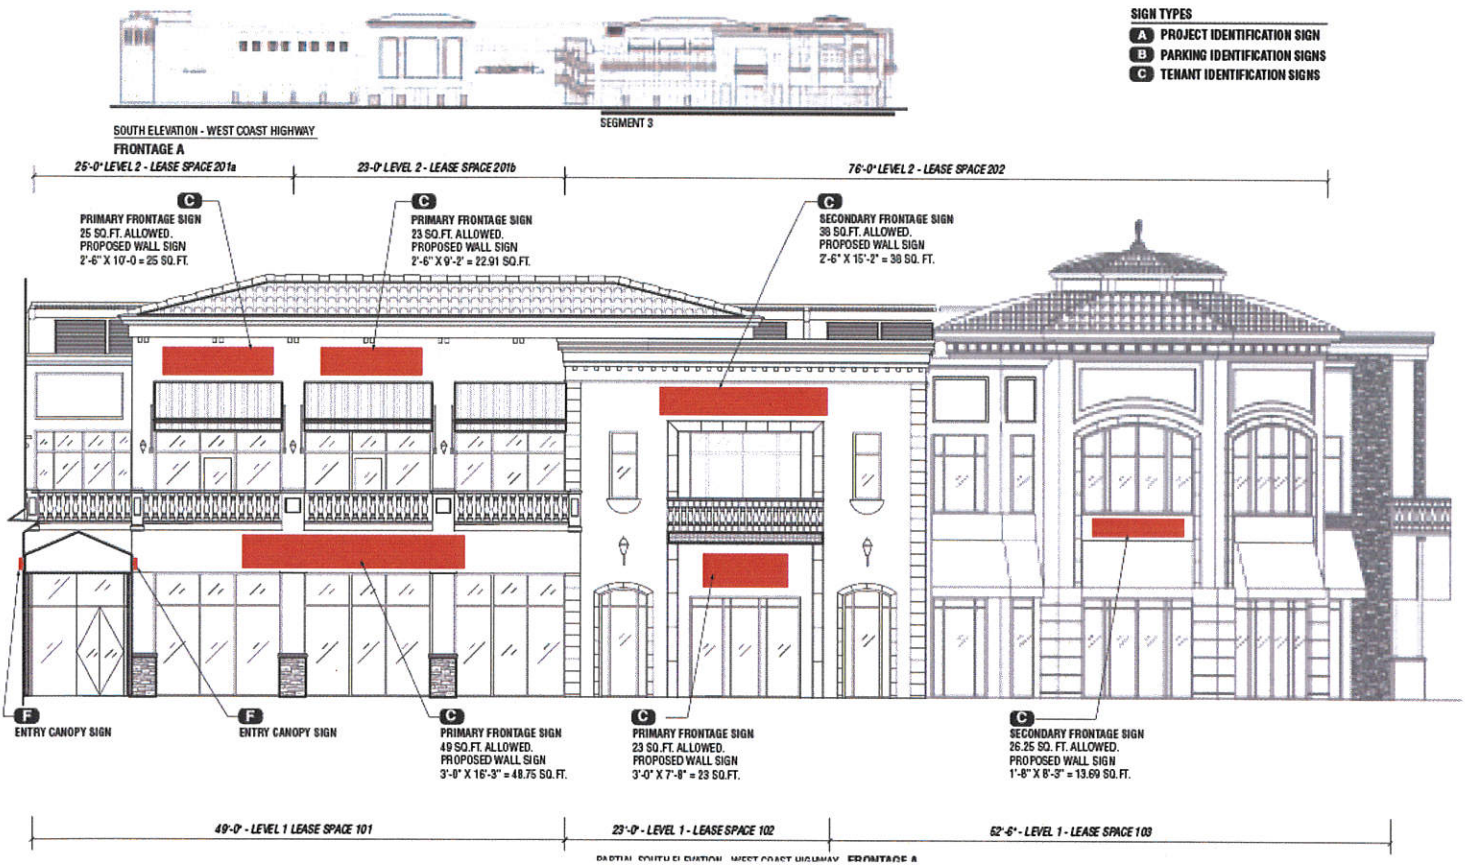 SIGN TYPES
A PROJECT IDENTIFICATION SIGN
B PARKING IDENTIFICATION SIGNS
C TENANT IDENTIFICATION SIGNS
SEGMENT 3
SOUTH ELEVATION - WEST COAST HIGHWAY
FRONTAGE A
25'-0" LEVEL 2 - LEASE SPACE 201a
23-0" LEVEL 2 - LEASE SPACE 201b
76'-0" LEVEL 2 - LEASE SPACE 202
C
PRIMARY FRONTAGE SIGN
25 SQ.FT. ALLOWED.
PROPOSED WALL SIGN
2'-6" X 10'-0 = 25 SQ.FT.
C
PRIMARY FRONTAGE SIGN
23 SQ.FT. ALLOWED.
PROPOSED WALL SIGN
2'-6" X 9'-2' = 22.91 SQ.FT.
C
SECONDARY FRONTAGE SIGN
38 SQ.FT. ALLOWED.
PROPOSED WALL SIGN
2'-6" X 15'-2" = 38 SQ. FT.
F
ENTRY CANOPY SIGN
F
ENTRY CANOPY SIGN
C
PRIMARY FRONTAGE SIGN
49 SQ.FT. ALLOWED.
PROPOSED WALL SIGN
3'-0" X 16'-3" = 48.75 SQ.FT.
C
PRIMARY FRONTAGE SIGN
23 SQ.FT. ALLOWED.
PROPOSED WALL SIGN
3'-0" X 7'-8" = 23 SQ.FT.
C
SECONDARY FRONTAGE SIGN
26.25 SQ. FT. ALLOWED.
PROPOSED WALL SIGN
1'-8" X 8'-3" = 13.69 SQ.FT.
49'-0" - LEVEL 1 LEASE SPACE 101
23'-0" - LEVEL 1 - LEASE SPACE 102
52'-6" - LEVEL 1 - LEASE SPACE 103
PARTIAL SOUTH ELEVATION - WEST COAST HIGHWAY FRONTAGE A